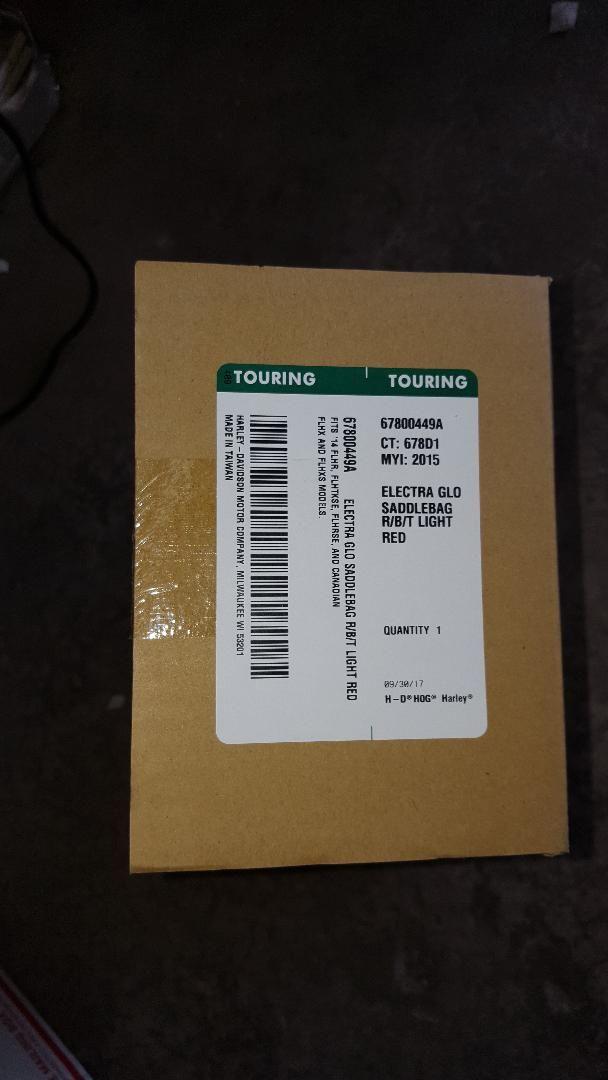 TOURING
TOURING
67800449A
CT: 678D1
MYI: 2015
ELECTRA GLO
SADDLEBAG
R/B/T LIGHT
RED
QUANTITY 1
09/30/17
H-D® HOG® Harley®
67800449A ELECTRA GLO SADDLEBAG R/B/T LIGHT RED
FITS '14 FLHR, FLHTKSE, FLHRSE, AND CANADIAN
FLHX AND FLHXS MODELS.
HARLEY-DAVIDSON MOTOR COMPANY, MILWAUKEE WI 53201
MADE IN TAIWAN